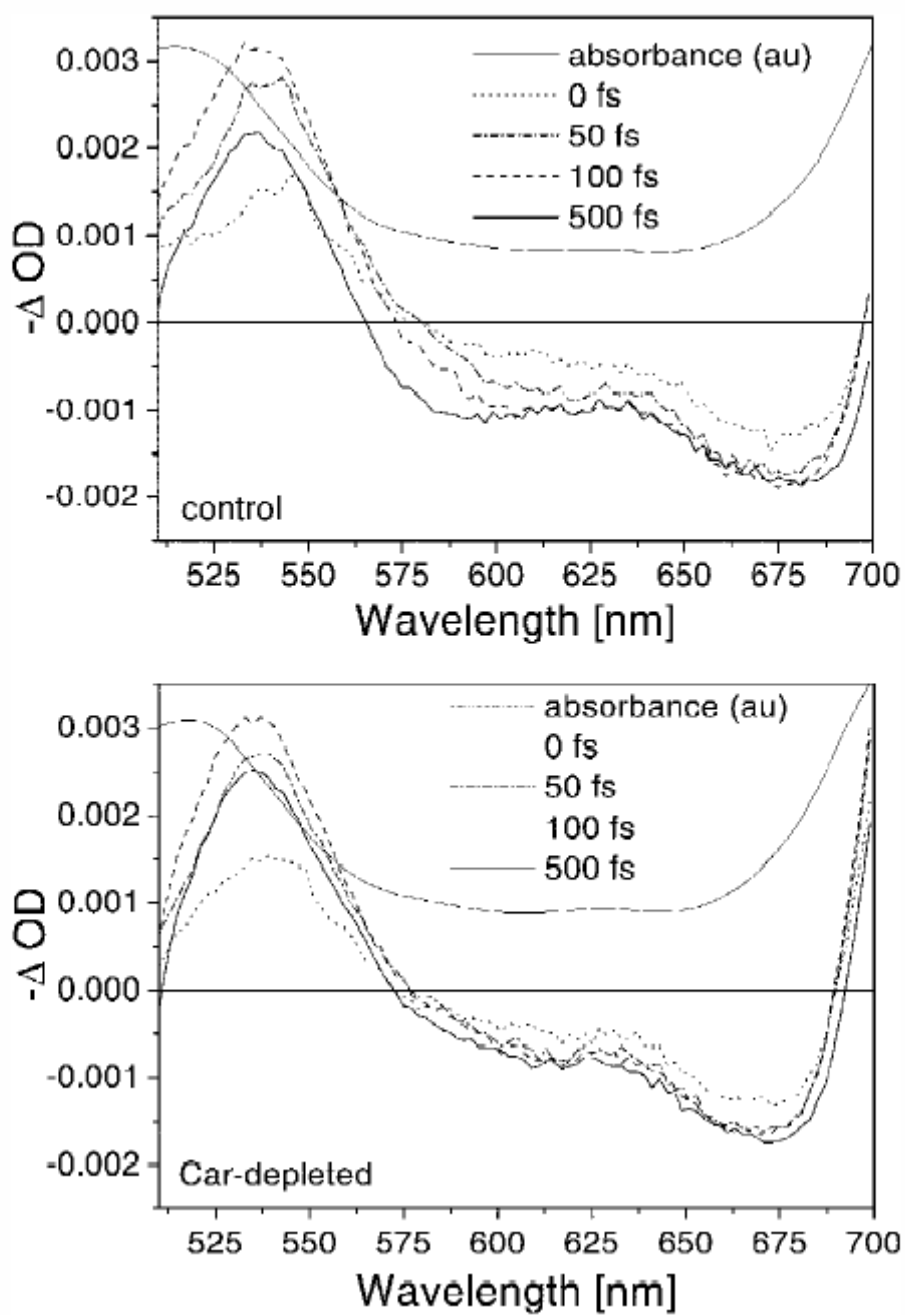 absorbance (au)
0 fs
50 fs
100 fs
500 fs
0.003
0.002
0.001
0.000
-0.001
-0.002
-Δ OD
control
525 550 575 600 625 650 675 700
Wavelength [nm]
absorbance (au)
0 fs
50 fs
100 fs
500 fs
0.003
0.002
0.001
0.000
-0.001
-0.002
-Δ OD
Car-depleted
525 550 575 600 625 650 675 700
Wavelength [nm]